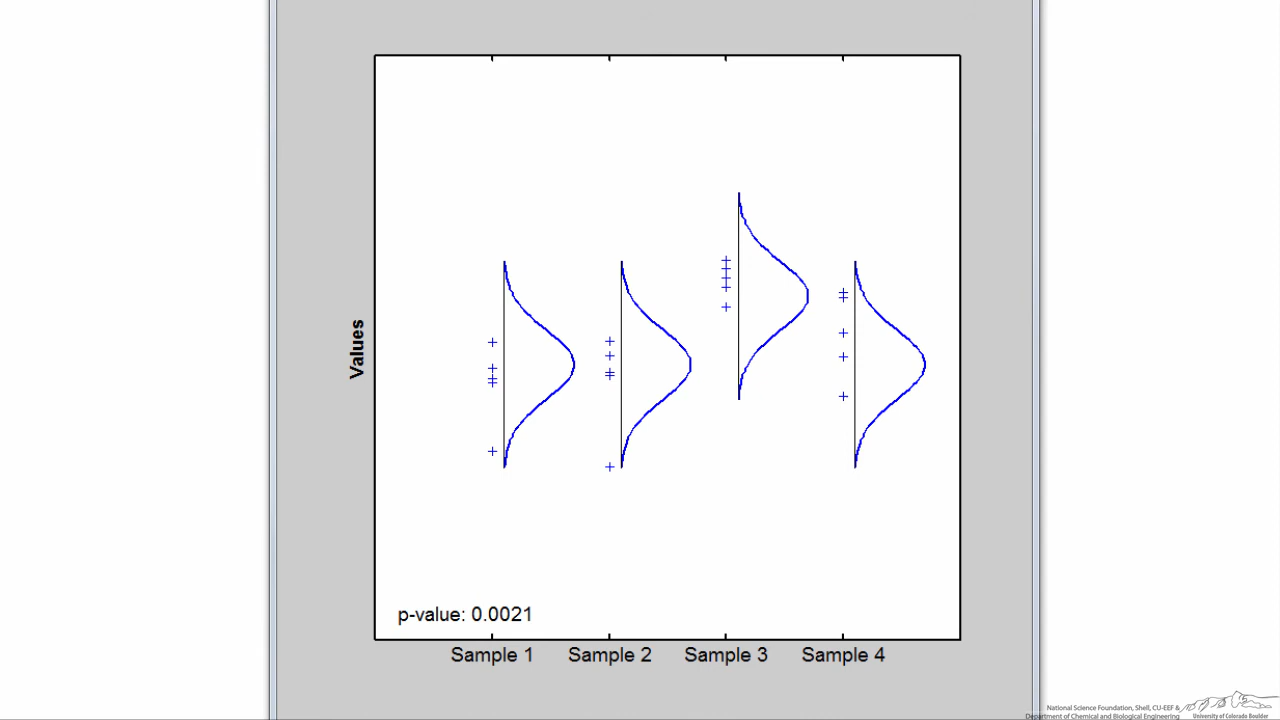 Values
p-value: 0.0021
Sample 1 Sample 2 Sample 3 Sample 4
National Science Foundation, Shell, CU-EEF &
Department of Chemical and Biological Engineering
University of Colorado Boulder